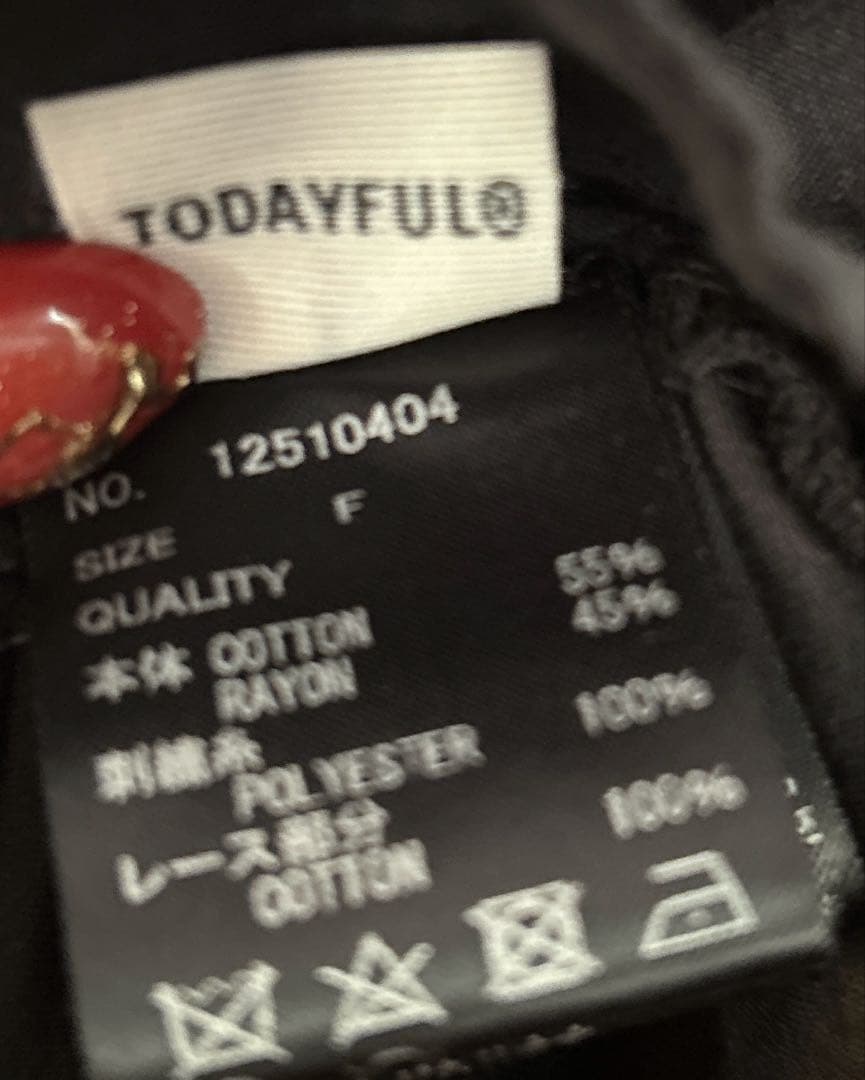 TODAYFUL®
NO. 12510404
SIZE F
QUALITY
本体 COTTON 55%
RAYON 45%
刺繍糸
POLYESTER 100%
レース部分
COTTON 100%